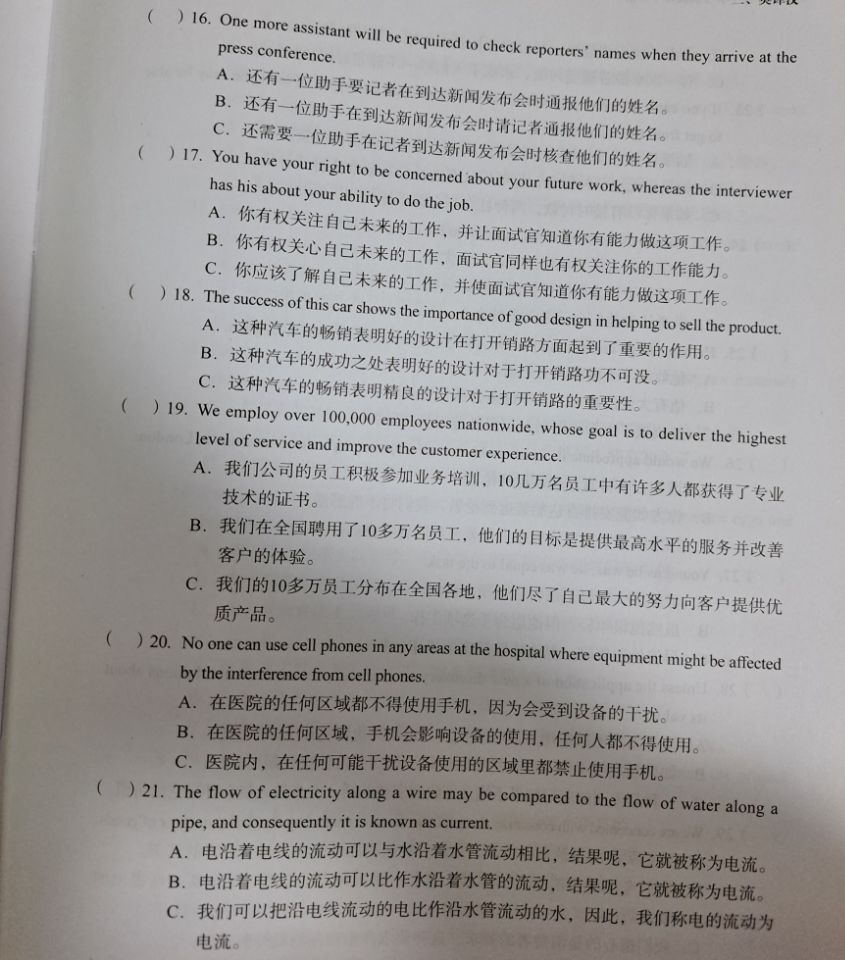 ( ) 16. One more assistant will be required to check reporters' names when they arrive at the
press conference.
A. 还有一位助手要记者在到达新闻发布会时通报他们的姓名。
B. 还有一位助手在到达新闻发布会时请记者通报他们的姓名。
C. 还需要一位助手在记者到达新闻发布会时核查他们的姓名。
( ) 17. You have your right to be concerned about your future work, whereas the interviewer
has his about your ability to do the job.
A. 你有权关注自己未来的工作，并让面试官知道你有能力做这项工作。
B. 你有权关心自己未来的工作，面试官同样也有权关注你的工作能力。
C. 你应该了解自己未来的工作，并使面试官知道你有能力做这项工作。
( ) 18. The success of this car shows the importance of good design in helping to sell the product.
A. 这种汽车的畅销表明好的设计在打开销路方面起到了重要的作用。
B. 这种汽车的成功之处表明好的设计对于打开销路功不可没。
C. 这种汽车的畅销表明精良的设计对于打开销路的重要性。
( ) 19. We employ over 100,000 employees nationwide, whose goal is to deliver the highest
level of service and improve the customer experience.
A. 我们公司的员工积极参加业务培训，10几万名员工中有许多人都获得了专业
技术的证书。
B. 我们在全国聘用了10多万名员工，他们的目标是提供最高水平的服务并改善
客户的体验。
C. 我们的10多万员工分布在全国各地，他们尽了自己最大的努力向客户提供优
质产品。
( ) 20. No one can use cell phones in any areas at the hospital where equipment might be affected
by the interference from cell phones.
A. 在医院的任何区域都不得使用手机，因为会受到设备的干扰。
B. 在医院的任何区域，手机会影响设备的使用，任何人都不得使用。
C. 医院内，在任何可能干扰设备使用的区域里都禁止使用手机。
( ) 21. The flow of electricity along a wire may be compared to the flow of water along a
pipe, and consequently it is known as current.
A. 电沿着电线的流动可以与水沿着水管流动相比，结果呢，它就被称为电流。
B. 电沿着电线的流动可以比作水沿着水管的流动，结果呢，它就被称为电流。
C. 我们可以把沿电线流动的电比作沿水管流动的水，因此，我们称电的流动为
电流。